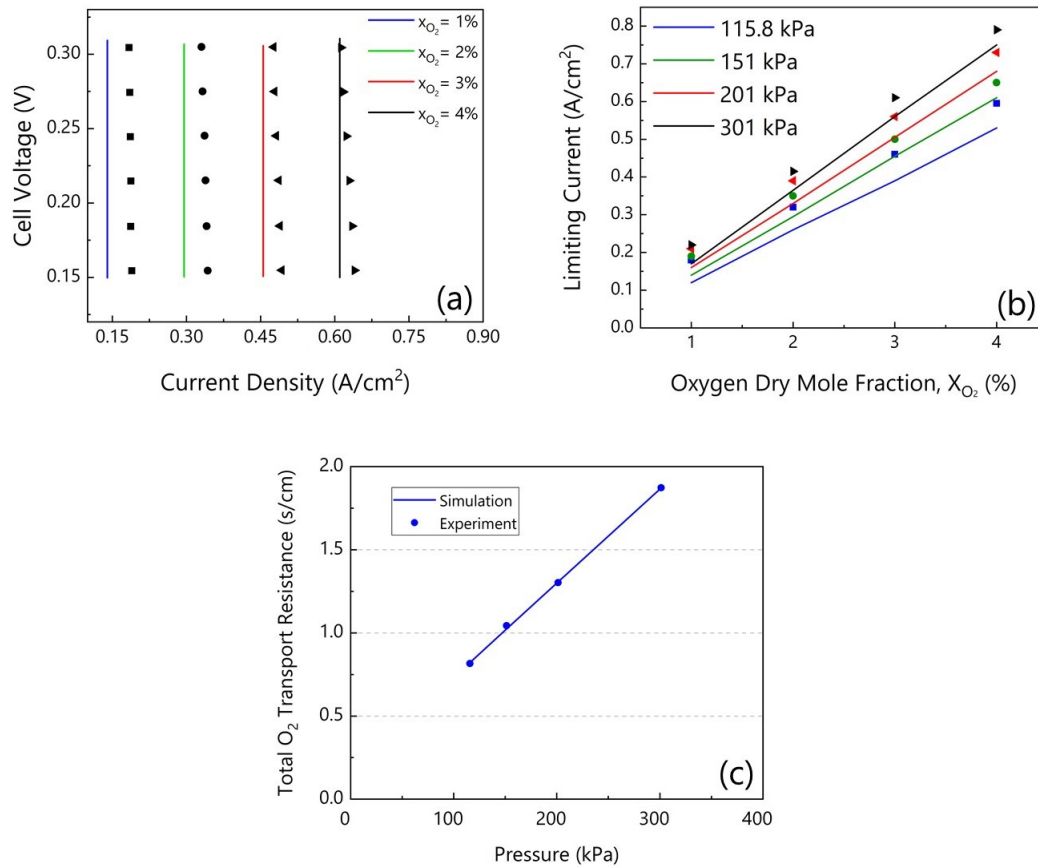 x_O₂ = 1%
x_O₂ = 2%
x_O₂ = 3%
x_O₂ = 4%
0.30
0.25
0.20
0.15
Cell Voltage (V)
(a)
0.15 0.30 0.45 0.60 0.75 0.90
Current Density (A/cm²)
115.8 kPa
151 kPa
201 kPa
301 kPa
0.8
0.7
0.6
0.5
0.4
0.3
0.2
0.1
0.0
Limiting Current (A/cm²)
(b)
1 2 3 4
Oxygen Dry Mole Fraction, X_O₂ (%)
Simulation
Experiment
2.0
1.5
1.0
0.5
0.0
Total O₂ Transport Resistance (s/cm)
(c)
0 100 200 300 400
Pressure (kPa)